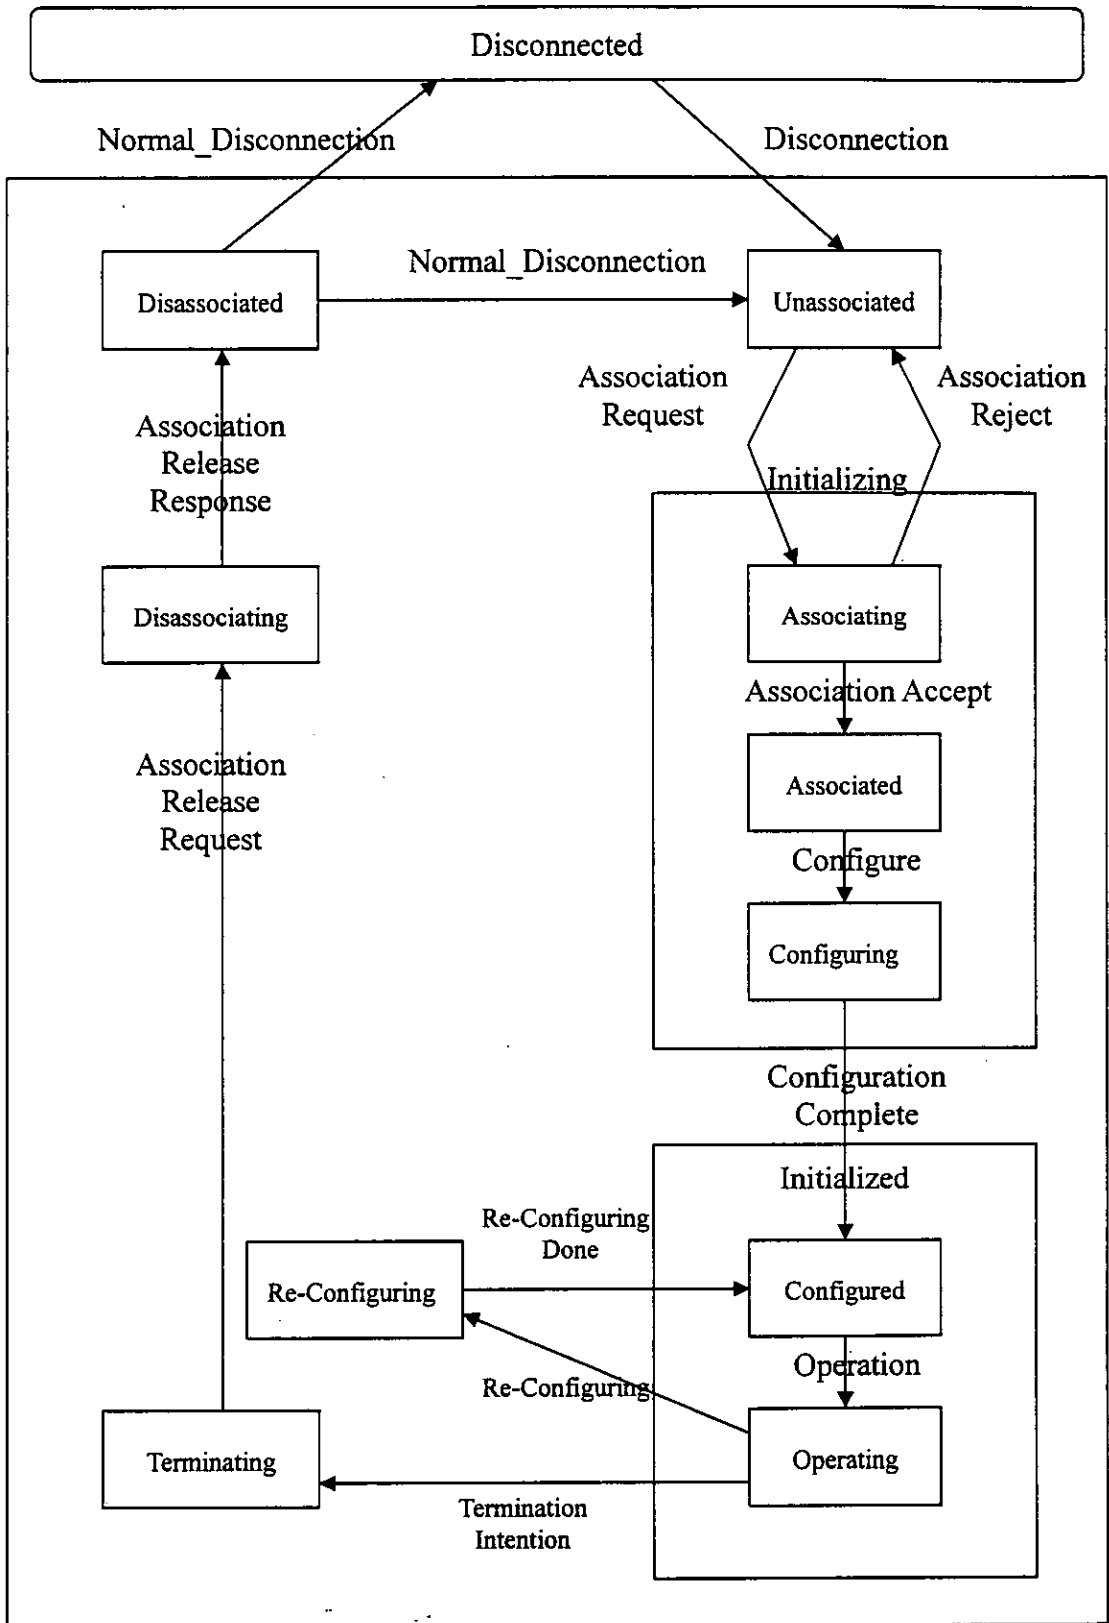 Disconnected
Normal_Disconnection
Disconnection
Normal_Disconnection
Disassociated
Unassociated
Association
Request
Association
Reject
Association
Release
Response
Initializing
Disassociating
Associating
Association Accept
Association
Release
Request
Associated
Configure
Configuring
Configuration
Complete
Initialized
Re-Configuring
Done
Re-Configuring
Configured
Operation
Re-Configuring
Terminating
Operating
Termination
Intention